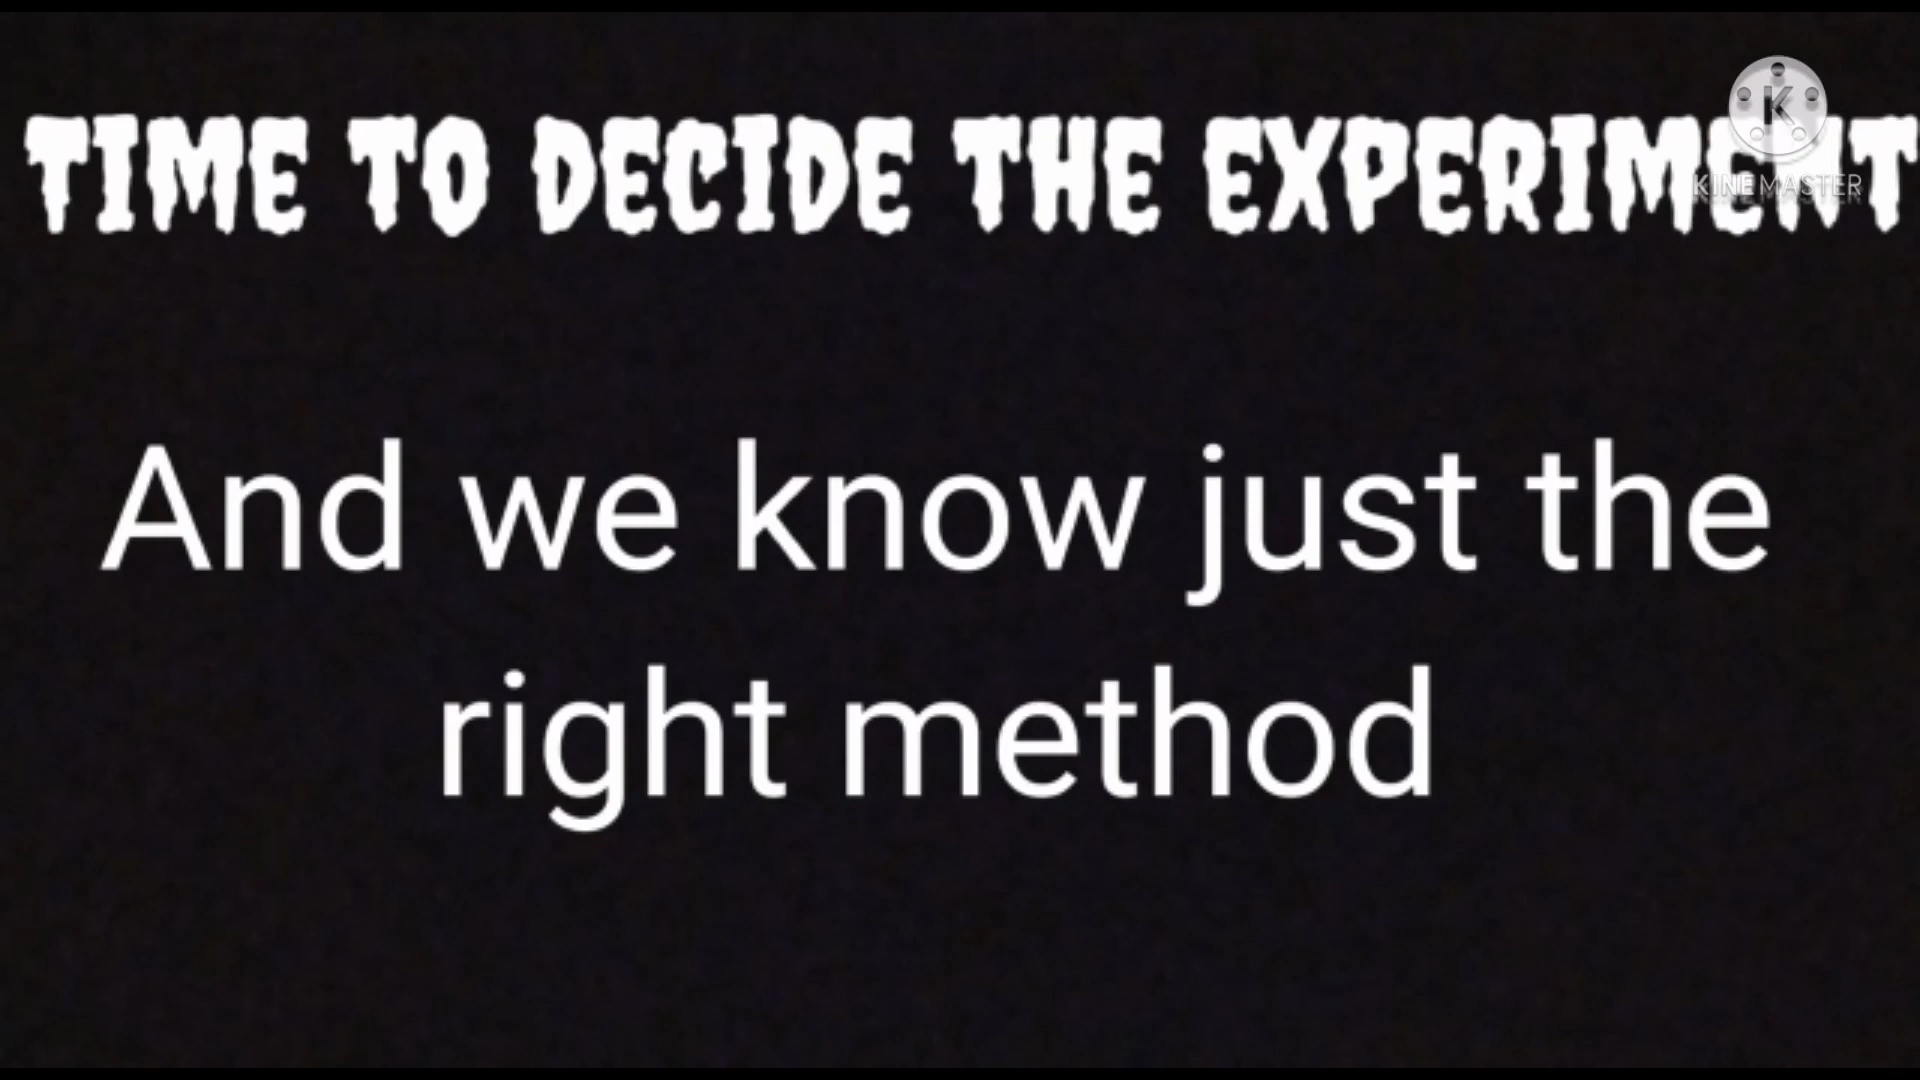 TIME TO DECIDE THE EXPERIMENT
KINEMASTER
And we know just the
right method